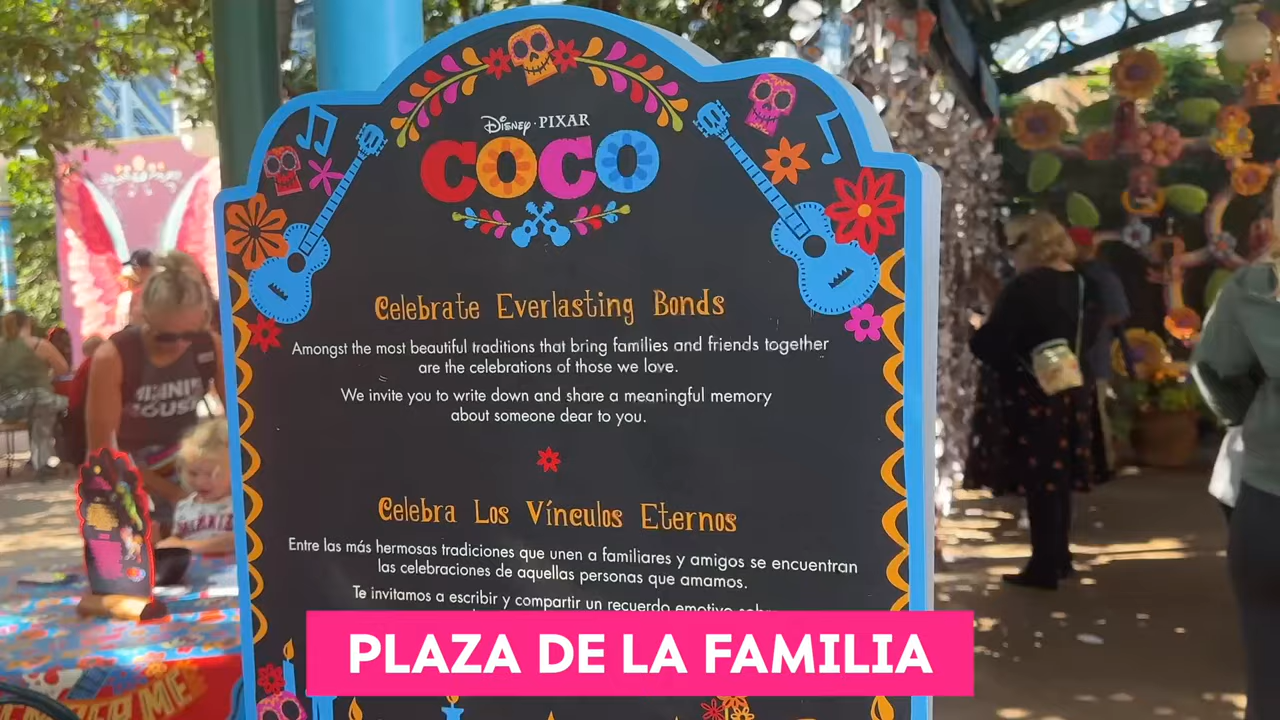 Disney · PIXAR
COCO
Celebrate Everlasting Bonds
Amongst the most beautiful traditions that bring families and friends together
are the celebrations of those we love.
We invite you to write down and share a meaningful memory
about someone dear to you.
Celebra Los Vínculos Eternos
Entre las más hermosas tradiciones que unen a familiares y amigos se encuentran
las celebraciones de aquellas personas que amamos.
Te invitamos a escribir y compartir un recuerdo emotivo
PLAZA DE LA FAMILIA
ME